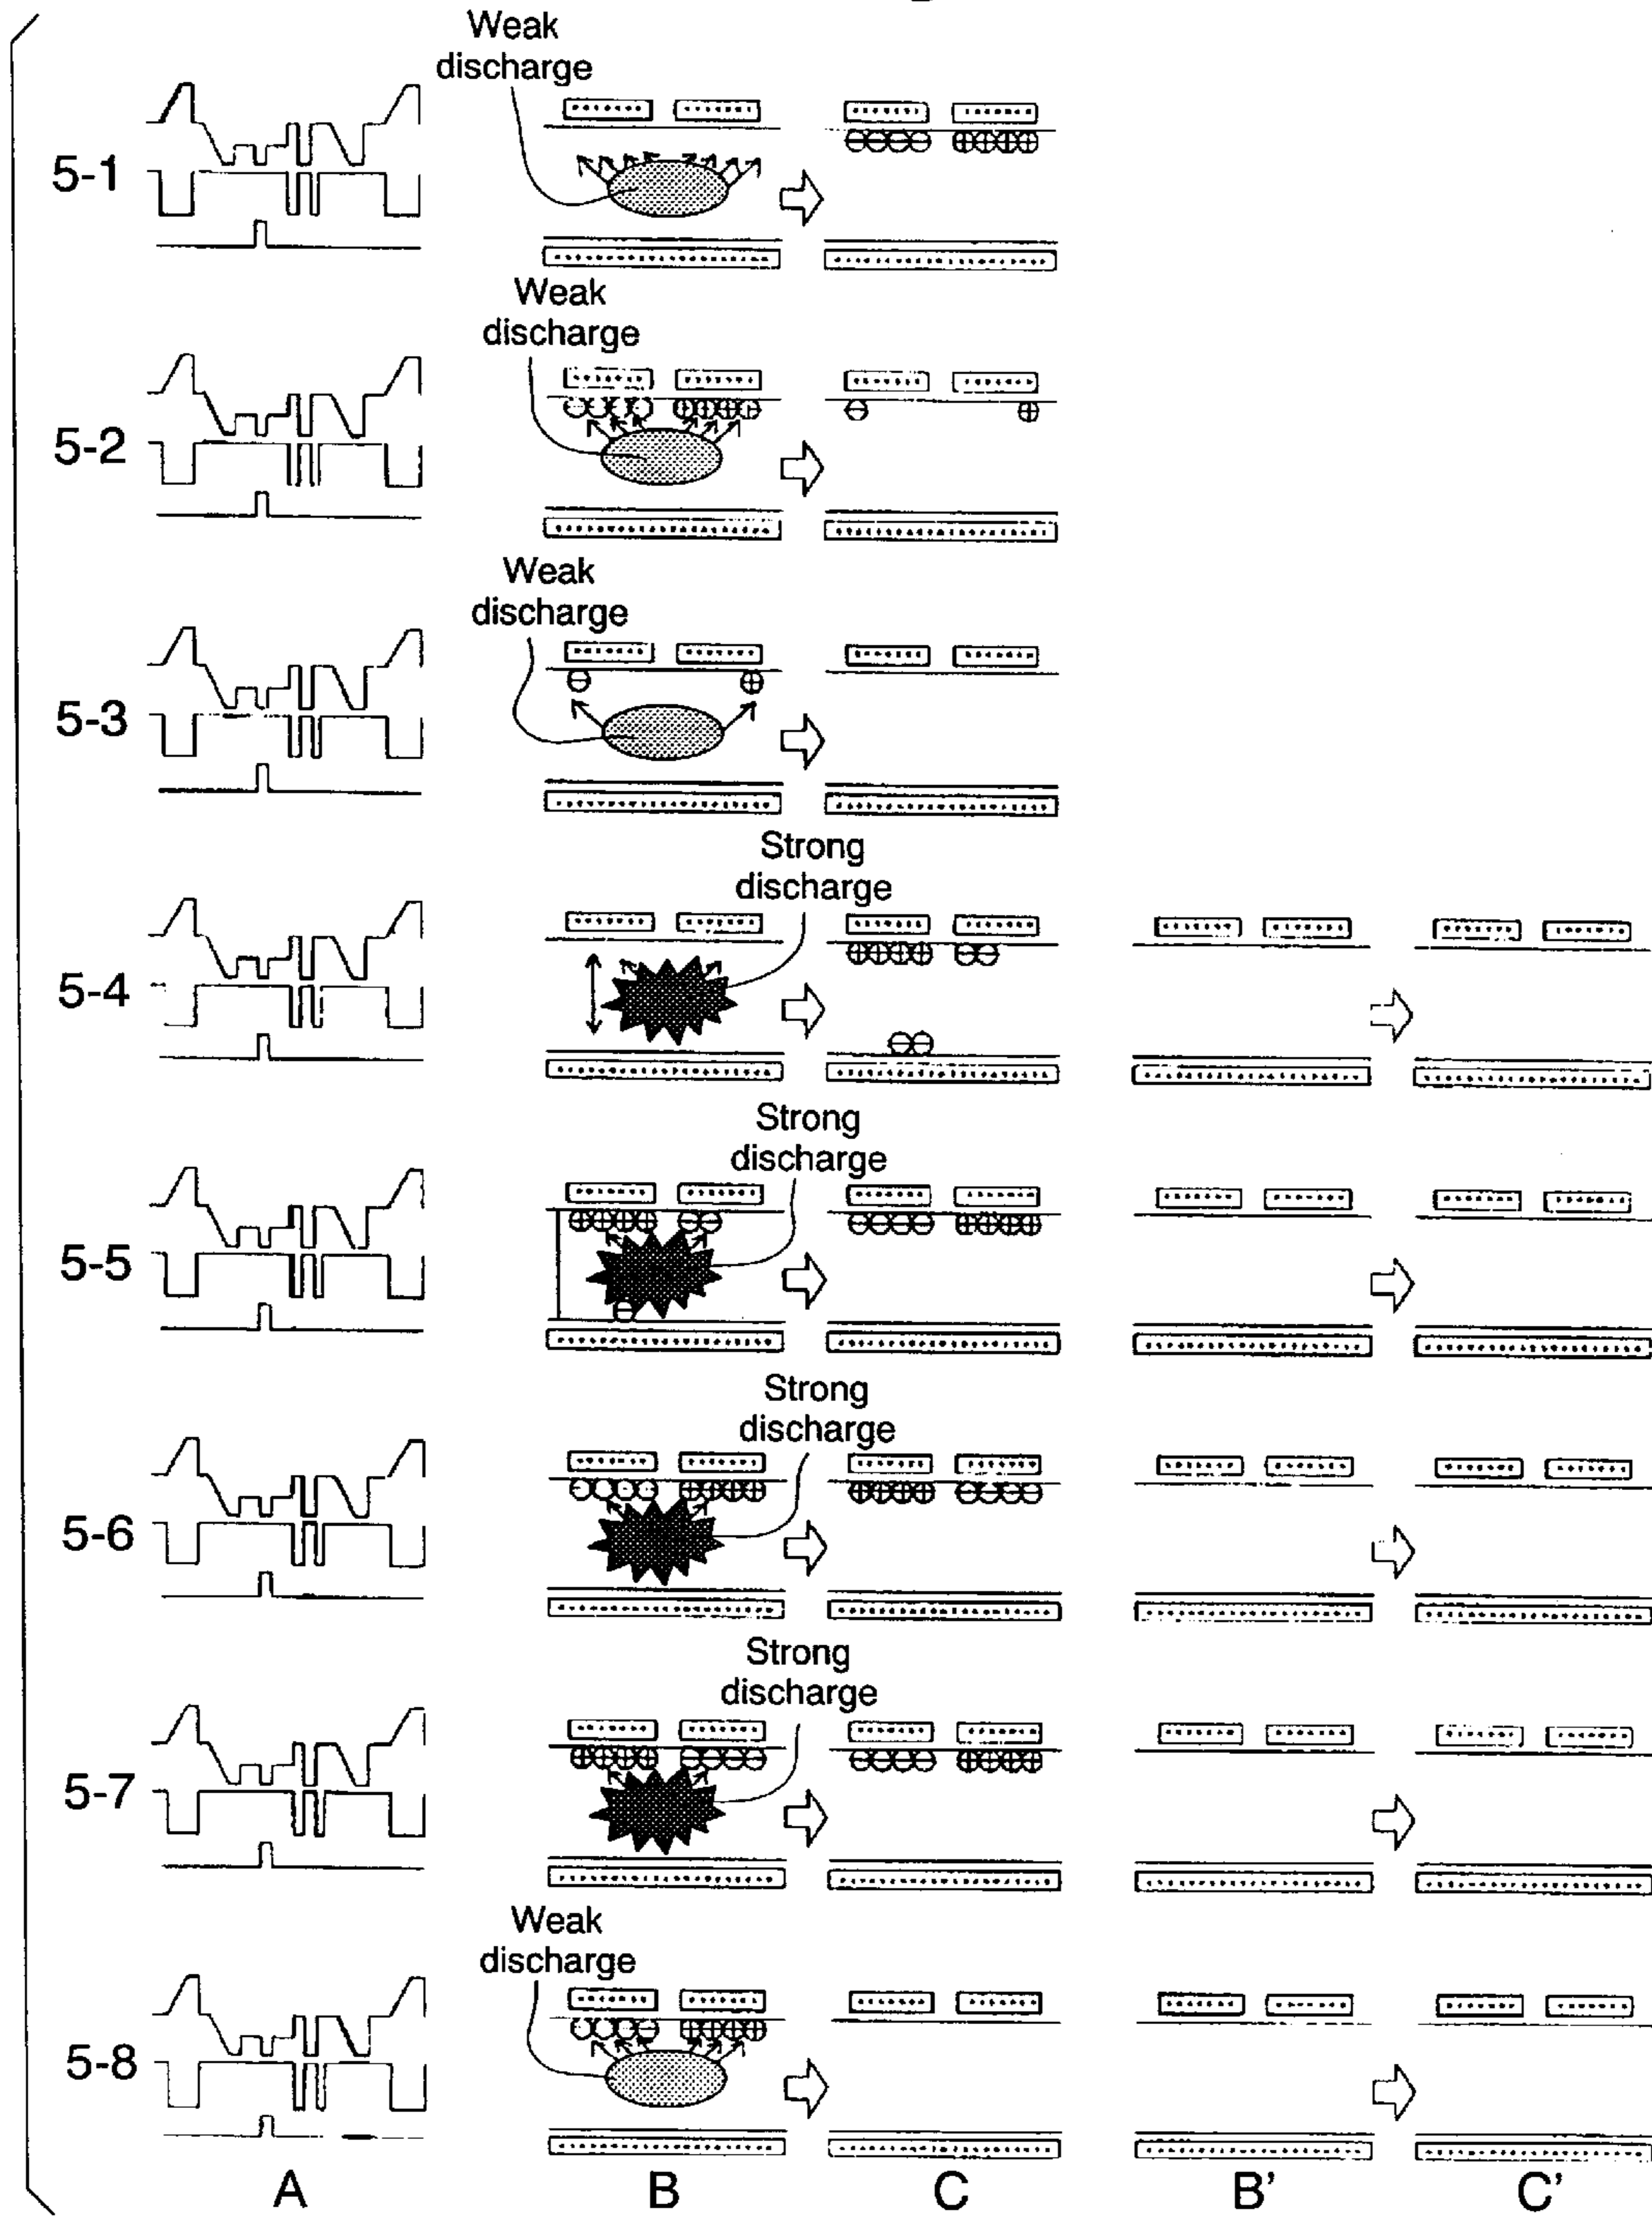 Weak
discharge
5-1
Weak
discharge
5-2
Weak
discharge
5-3
Strong
discharge
5-4
Strong
discharge
5-5
Strong
discharge
5-6
Strong
discharge
5-7
Weak
discharge
5-8
A B C B' C'